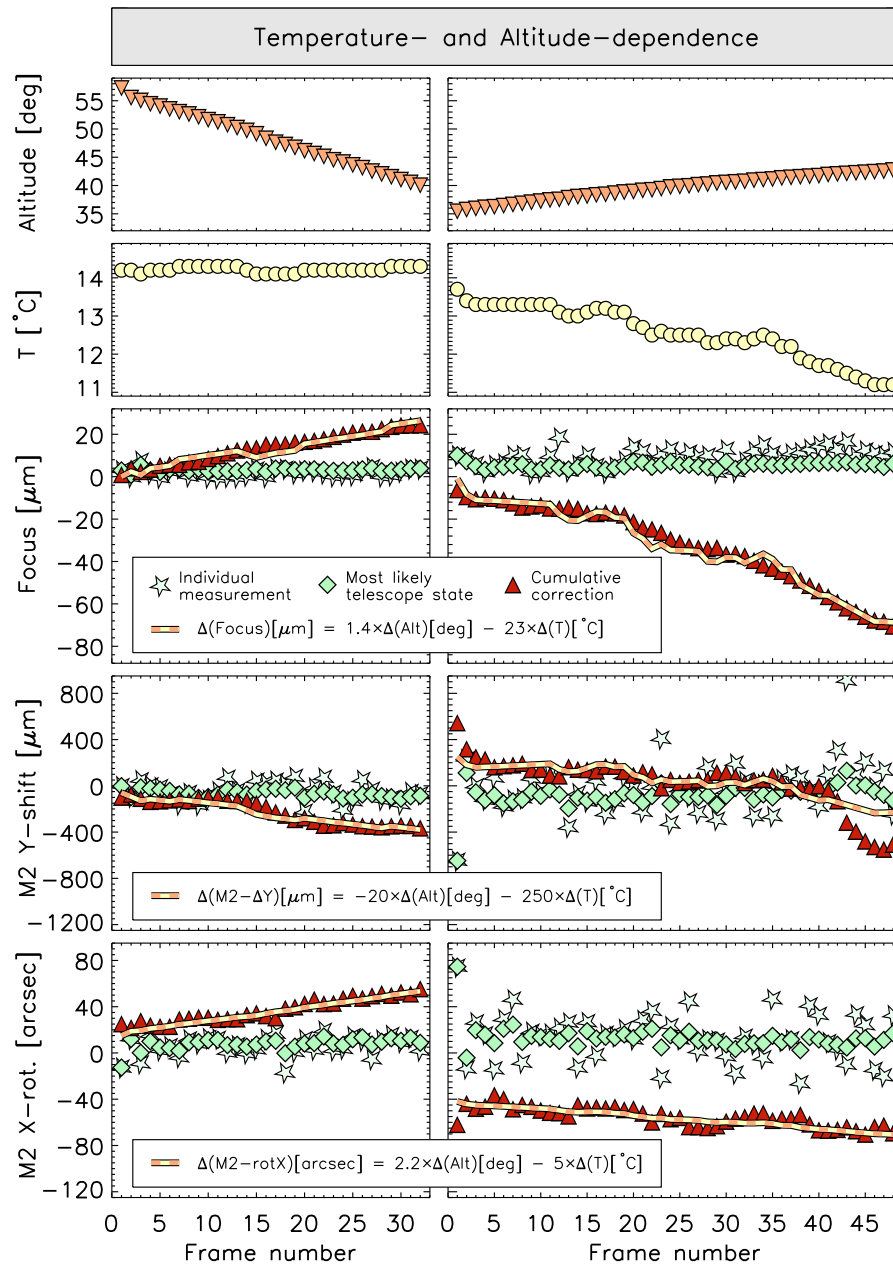 Temperature- and Altitude-dependence
Altitude [deg]
55
50
45
40
35
T [°C]
14
13
12
11
Focus [μm]
20
0
-20
-40
-60
-80
Individual measurement
Most likely telescope state
Cumulative correction
Δ(Focus)[μm] = 1.4×Δ(Alt)[deg] - 23×Δ(T)[°C]
M2 Y-shift [μm]
800
400
0
-400
-800
-1200
Δ(M2-ΔY)[μm] = -20×Δ(Alt)[deg] - 250×Δ(T)[°C]
M2 X-rot. [arcsec]
80
40
0
-40
-80
-120
Δ(M2-rotX)[arcsec] = 2.2×Δ(Alt)[deg] - 5×Δ(T)[°C]
0 5 10 15 20 25 30
0 5 10 15 20 25 30 35 40 45
Frame number
Frame number